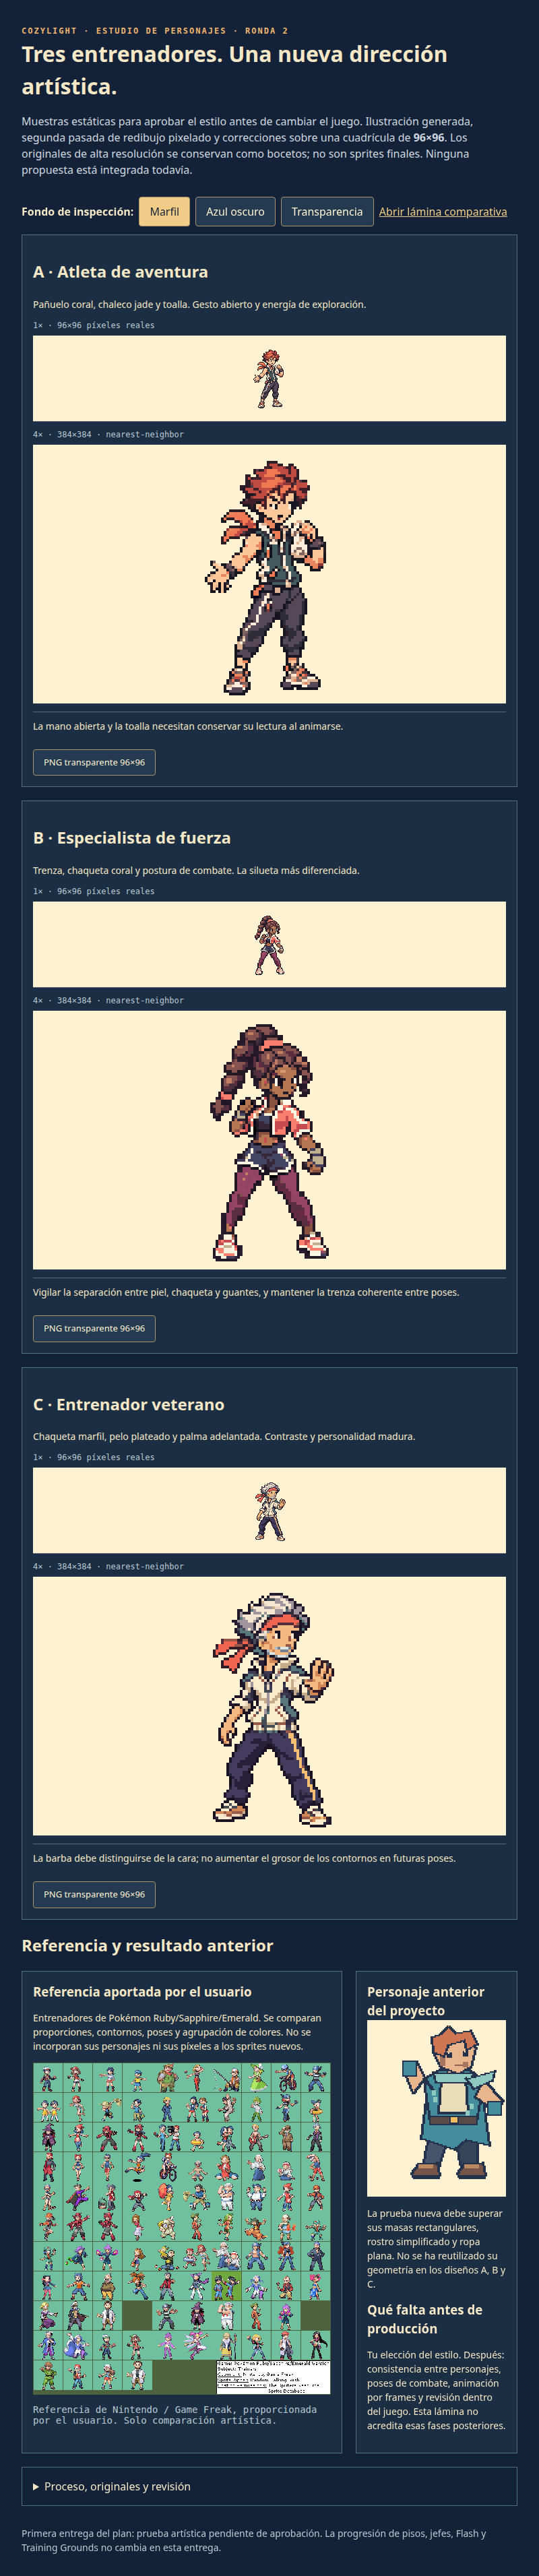 COZYLIGHT · ESTUDIO DE PERSONAJES · RONDA 2
Tres entrenadores. Una nueva dirección
artística.
Muestras estáticas para aprobar el estilo antes de cambiar el juego. Ilustración generada,
segunda pasada de redibujo pixelado y correcciones sobre una cuadrícula de 96×96. Los
originales de alta resolución se conservan como bocetos; no son sprites finales. Ninguna
propuesta está integrada todavía.
Fondo de inspección: Marfil Azul oscuro Transparencia Abrir lámina comparativa
A · Atleta de aventura
Pañuelo coral, chaleco jade y toalla. Gesto abierto y energía de exploración.
1× · 96×96 píxeles reales
4× · 384×384 · nearest-neighbor
La mano abierta y la toalla necesitan conservar su lectura al animarse.
PNG transparente 96×96
B · Especialista de fuerza
Trenza, chaqueta coral y postura de combate. La silueta más diferenciada.
1× · 96×96 píxeles reales
4× · 384×384 · nearest-neighbor
Vigilar la separación entre piel, chaqueta y guantes, y mantener la trenza coherente entre poses.
PNG transparente 96×96
C · Entrenador veterano
Chaqueta marfil, pelo plateado y palma adelantada. Contraste y personalidad madura.
1× · 96×96 píxeles reales
4× · 384×384 · nearest-neighbor
La barba debe distinguirse de la cara; no aumentar el grosor de los contornos en futuras poses.
PNG transparente 96×96
Referencia y resultado anterior
Referencia aportada por el usuario
Entrenadores de Pokémon Ruby/Sapphire/Emerald. Se comparan
proporciones, contornos, poses y agrupación de colores. No se
incorporan sus personajes ni sus píxeles a los sprites nuevos.
Referencia de Nintendo / Game Freak, proporcionada
por el usuario. Solo comparación artística.
Personaje anterior
del proyecto
La prueba nueva debe superar
sus masas rectangulares,
rostro simplificado y ropa
plana. No se ha reutilizado su
geometría en los diseños A, B y
C.
Qué falta antes de
producción
Tu elección del estilo. Después:
consistencia entre personajes,
poses de combate, animación
por frames y revisión dentro
del juego. Esta lámina no
acredita esas fases posteriores.
Proceso, originales y revisión
Primera entrega del plan: prueba artística pendiente de aprobación. La progresión de pisos, jefes, Flash y
Training Grounds no cambia en esta entrega.